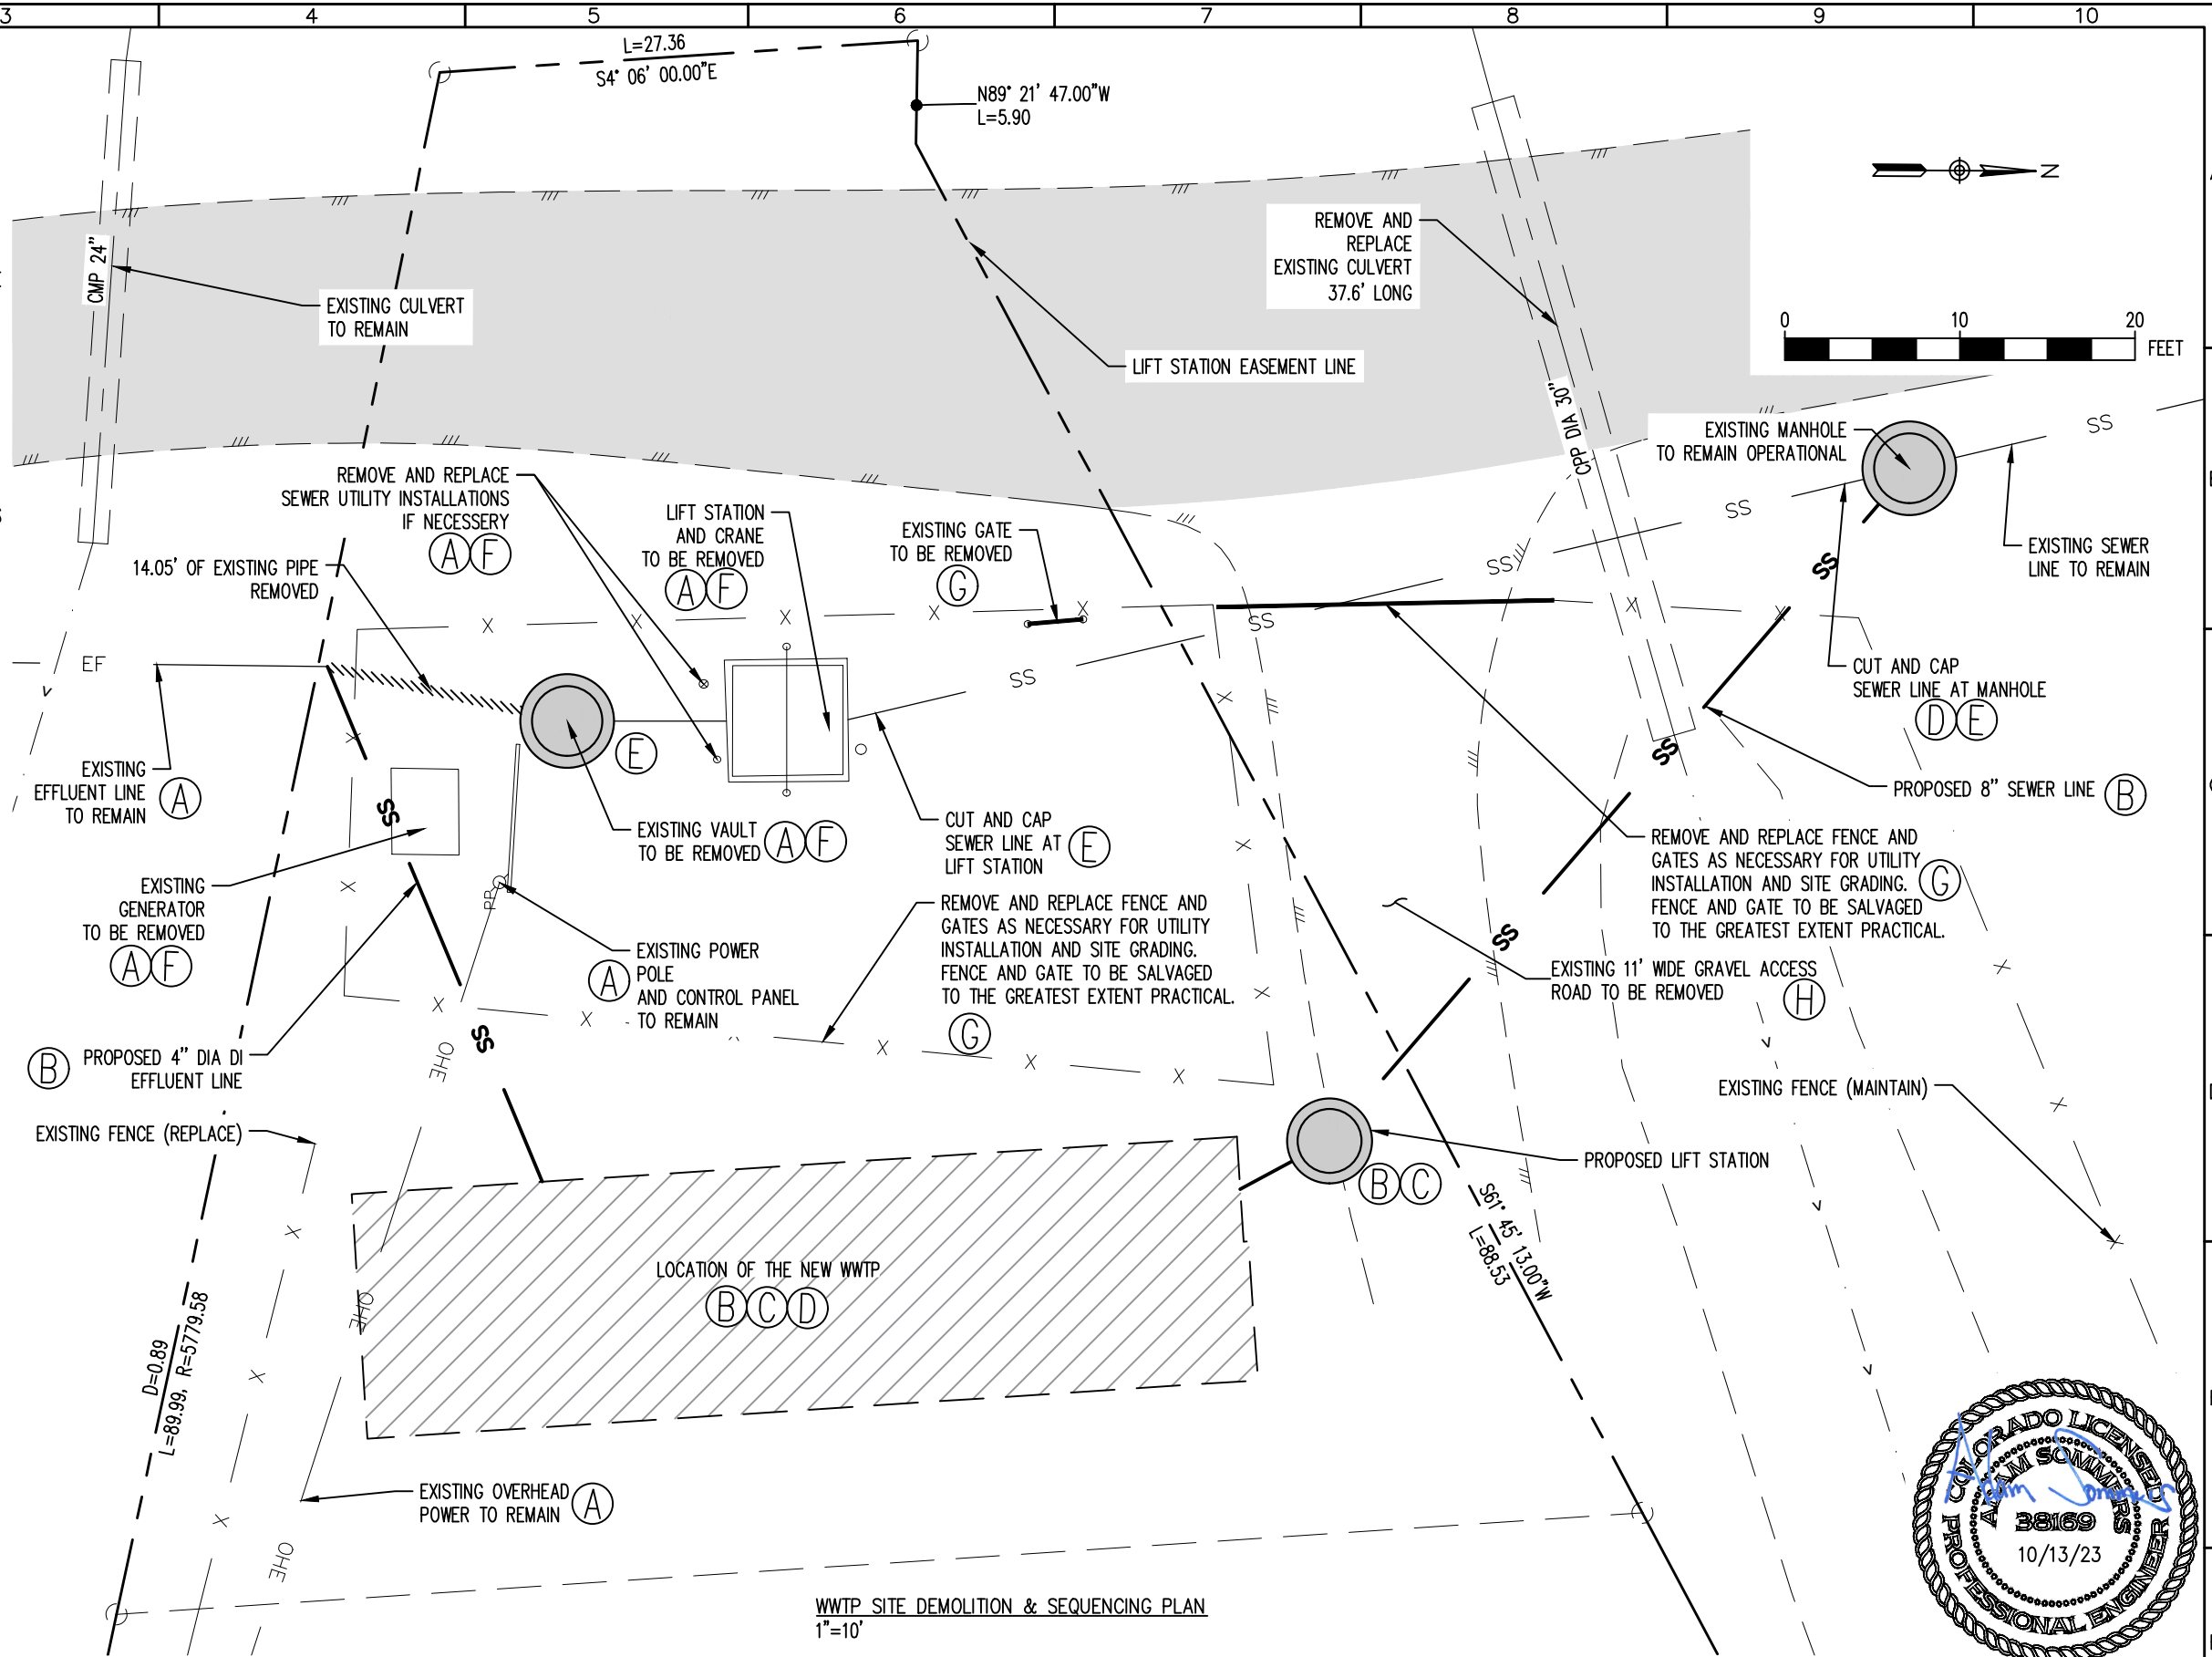 3
4
5
6
7
8
9
10
L=27.36
S4° 06' 00.00"E
N89° 21' 47.00"W
L=5.90
N
CMP 24"
EXISTING CULVERT
TO REMAIN
REMOVE AND
REPLACE
EXISTING CULVERT
37.6' LONG
0 10 20
FEET
LIFT STATION EASEMENT LINE
CPP DIA 30"
EXISTING MANHOLE
TO REMAIN OPERATIONAL
SS
REMOVE AND REPLACE
SEWER UTILITY INSTALLATIONS
IF NECESSERY
A F
LIFT STATION
AND CRANE
TO BE REMOVED
A F
EXISTING GATE
TO BE REMOVED
G
SS
SS
SS
EXISTING SEWER
LINE TO REMAIN
14.05' OF EXISTING PIPE
REMOVED
X X X X X X X
SS
SS
EF
CUT AND CAP
SEWER LINE AT MANHOLE
D E
EXISTING
EFFLUENT LINE
TO REMAIN
A
E
SS
SS
PROPOSED 8" SEWER LINE B
EXISTING VAULT
TO BE REMOVED
A F
CUT AND CAP
SEWER LINE AT
LIFT STATION
E
REMOVE AND REPLACE FENCE AND
GATES AS NECESSARY FOR UTILITY
INSTALLATION AND SITE GRADING.
FENCE AND GATE TO BE SALVAGED
TO THE GREATEST EXTENT PRACTICAL.
G
EXISTING
GENERATOR
TO BE REMOVED
A F
PP
REMOVE AND REPLACE FENCE AND
GATES AS NECESSARY FOR UTILITY
INSTALLATION AND SITE GRADING.
FENCE AND GATE TO BE SALVAGED
TO THE GREATEST EXTENT PRACTICAL.
G
SS
A
EXISTING POWER
POLE
AND CONTROL PANEL
TO REMAIN
EXISTING 11' WIDE GRAVEL ACCESS
ROAD TO BE REMOVED
H
SS
OHE
B
PROPOSED 4" DIA DI
EFFLUENT LINE
EXISTING FENCE (MAINTAIN)
EXISTING FENCE (REPLACE)
PROPOSED LIFT STATION
B C
S61° 45' 13.00"W
L=88.53
LOCATION OF THE NEW WWTP
B C D
OHE
D=0.89
L=89.99, R=5779.58
EXISTING OVERHEAD
POWER TO REMAIN
A
OHE
COLORADO LICENSED
ADAM SOMMERS
Adam Sommers
38169
10/13/23
PROFESSIONAL ENGINEER
WWTP SITE DEMOLITION & SEQUENCING PLAN
1"=10'